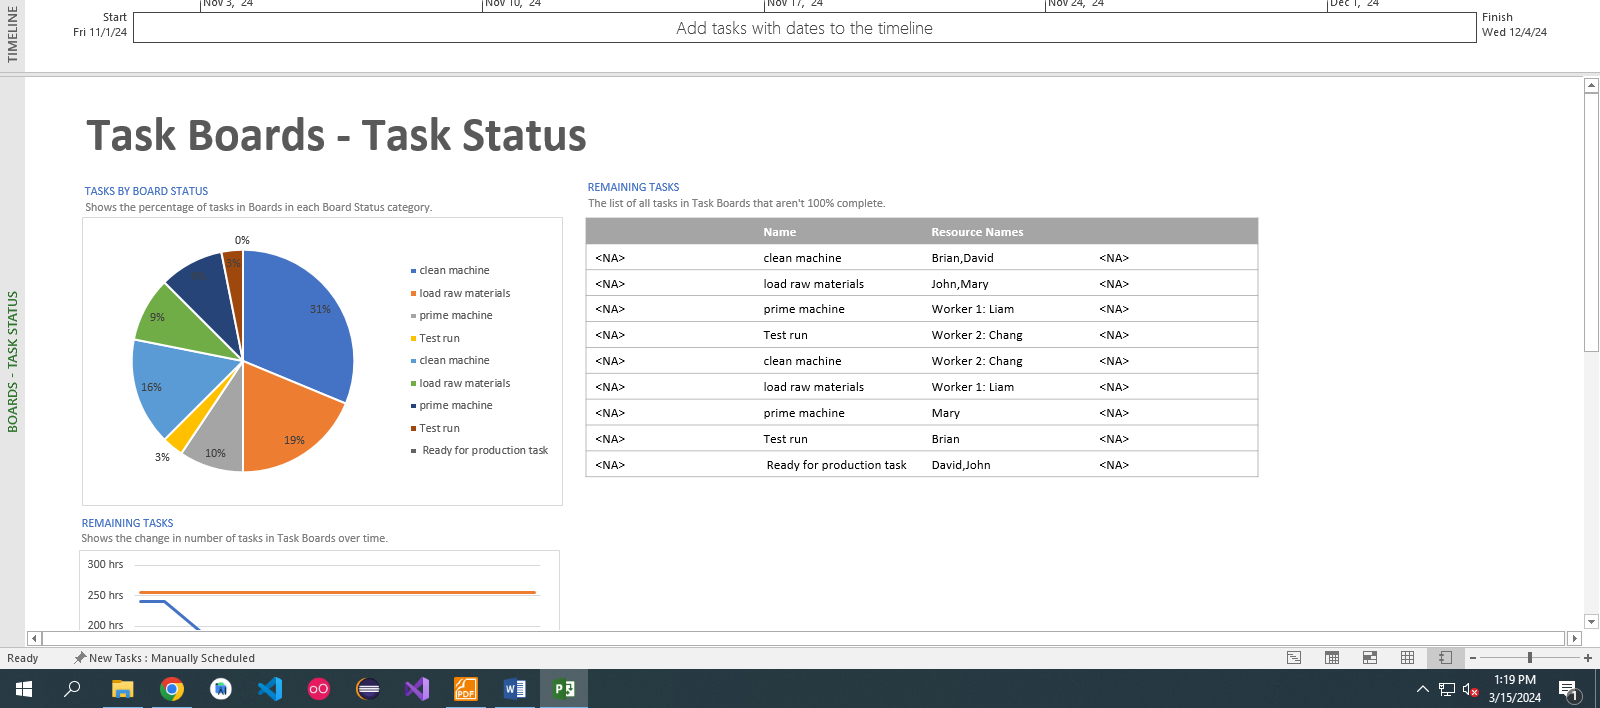 Nov 3, '24
Nov 10, '24
Nov 17, '24
Nov 24, '24
Dec 1, '24
TIMELINE
Start
Fri 11/1/24
Add tasks with dates to the timeline
Finish
Wed 12/4/24
BOARDS - TASK STATUS
Task Boards - Task Status
TASKS BY BOARD STATUS
Shows the percentage of tasks in Boards in each Board Status category.
0%
3%
31%
9%
16%
3%
10%
19%
clean machine
load raw materials
prime machine
Test run
clean machine
load raw materials
prime machine
Test run
Ready for production task
REMAINING TASKS
The list of all tasks in Task Boards that aren't 100% complete.
Name Resource Names
<NA> clean machine Brian,David <NA>
<NA> load raw materials John,Mary <NA>
<NA> prime machine Worker 1: Liam <NA>
<NA> Test run Worker 2: Chang <NA>
<NA> clean machine Worker 2: Chang <NA>
<NA> load raw materials Worker 1: Liam <NA>
<NA> prime machine Mary <NA>
<NA> Test run Brian <NA>
<NA> Ready for production task David,John <NA>
REMAINING TASKS
Shows the change in number of tasks in Task Boards over time.
300 hrs
250 hrs
200 hrs
Ready New Tasks : Manually Scheduled
PDF
1:19 PM
3/15/2024
1